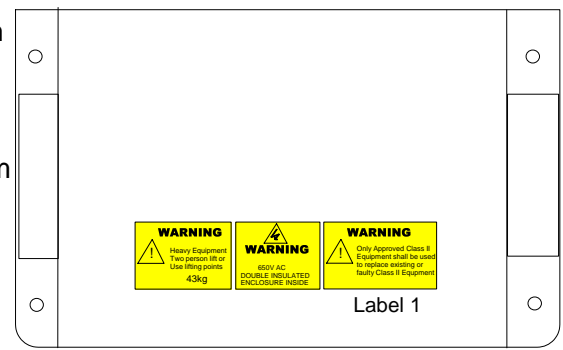 WARNING
Heavy Equipment
Two person lift or
Use lifting points
43kg
WARNING
650V AC
DOUBLE INSULATED
ENCLOSURE INSIDE
WARNING
Only Approved Class II
Equipment shall be used
to replace existing or
faulty Class II Equpment
Label 1